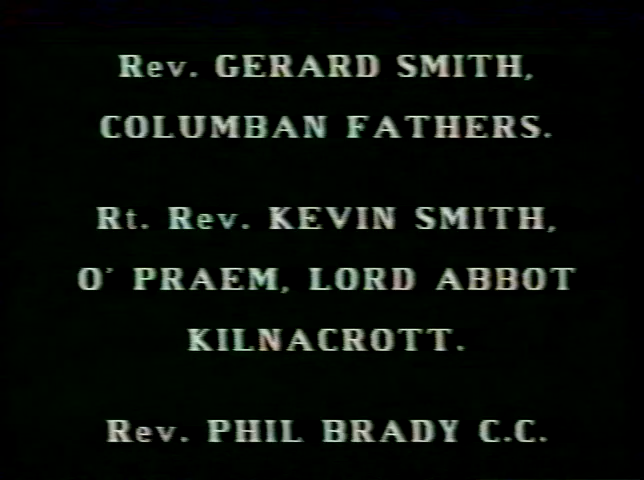 Rev. GERARD SMITH,
COLUMBAN FATHERS.
Rt. Rev. KEVIN SMITH,
O' PRAEM, LORD ABBOT
KILNACROTT.
Rev. PHIL BRADY C.C.